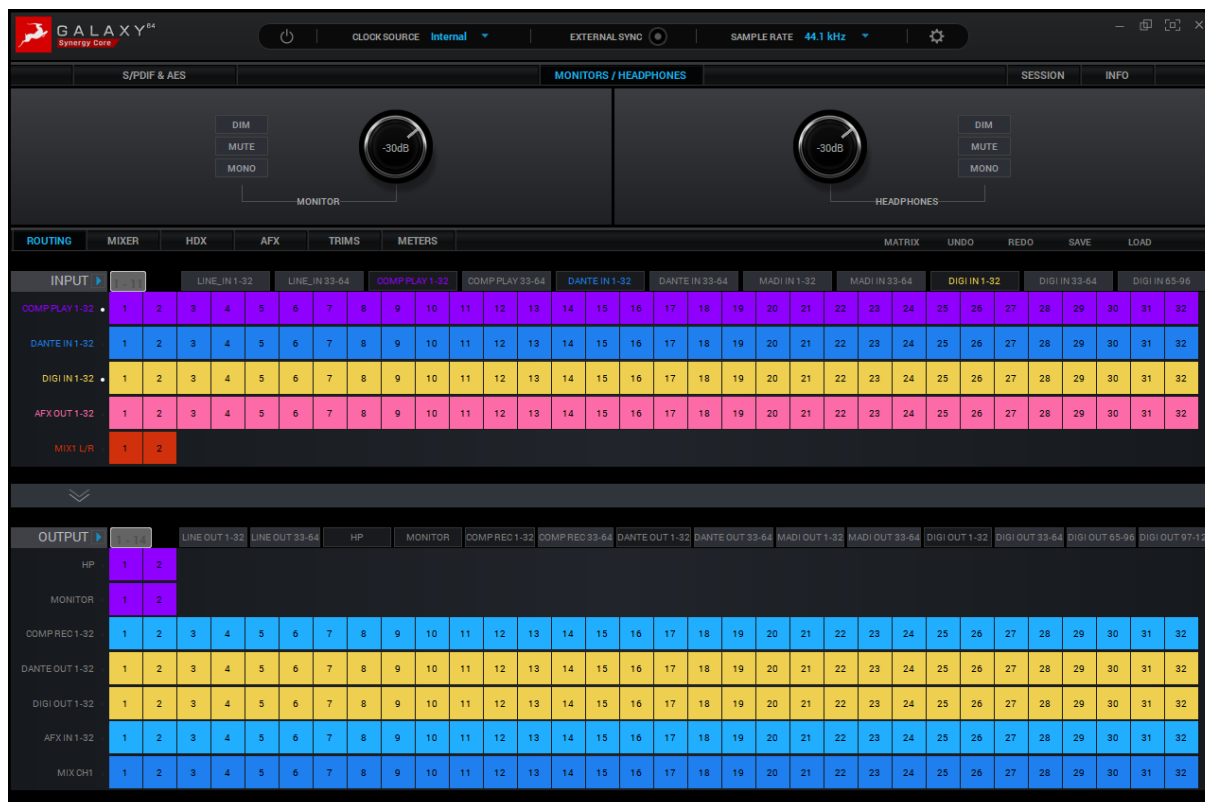 GALAXY64
Synergy Core
CLOCK SOURCE Internal EXTERNAL SYNC SAMPLE RATE 44.1 kHz
S/PDIF & AES MONITORS / HEADPHONES SESSION INFO
DIM DIM
MUTE -30dB -30dB MUTE
MONO MONO
MONITOR HEADPHONES
ROUTING MIXER HDX AFX TRIMS METERS MATRIX UNDO REDO SAVE LOAD
INPUT 1 - 11 LINE_IN 1-32 LINE_IN 33-64 COMP PLAY 1-32 COMP PLAY 33-64 DANTE IN 1-32 DANTE IN 33-64 MADI IN 1-32 MADI IN 33-64 DIGI IN 1-32 DIGI IN 33-64 DIGI IN 65-96
COMP PLAY 1-32 1 2 3 4 5 6 7 8 9 10 11 12 13 14 15 16 17 18 19 20 21 22 23 24 25 26 27 28 29 30 31 32
DANTE IN 1-32 1 2 3 4 5 6 7 8 9 10 11 12 13 14 15 16 17 18 19 20 21 22 23 24 25 26 27 28 29 30 31 32
DIGI IN 1-32 1 2 3 4 5 6 7 8 9 10 11 12 13 14 15 16 17 18 19 20 21 22 23 24 25 26 27 28 29 30 31 32
AFX OUT 1-32 1 2 3 4 5 6 7 8 9 10 11 12 13 14 15 16 17 18 19 20 21 22 23 24 25 26 27 28 29 30 31 32
MIX1 L/R 1 2
OUTPUT 1 - 14 LINE OUT 1-32 LINE OUT 33-64 HP MONITOR COMP REC 1-32 COMP REC 33-64 DANTE OUT 1-32 DANTE OUT 33-64 MADI OUT 1-32 MADI OUT 33-64 DIGI OUT 1-32 DIGI OUT 33-64 DIGI OUT 65-96 DIGI OUT 97-12
HP 1 2
MONITOR 1 2
COMP REC 1-32 1 2 3 4 5 6 7 8 9 10 11 12 13 14 15 16 17 18 19 20 21 22 23 24 25 26 27 28 29 30 31 32
DANTE OUT 1-32 1 2 3 4 5 6 7 8 9 10 11 12 13 14 15 16 17 18 19 20 21 22 23 24 25 26 27 28 29 30 31 32
DIGI OUT 1-32 1 2 3 4 5 6 7 8 9 10 11 12 13 14 15 16 17 18 19 20 21 22 23 24 25 26 27 28 29 30 31 32
AFX IN 1-32 1 2 3 4 5 6 7 8 9 10 11 12 13 14 15 16 17 18 19 20 21 22 23 24 25 26 27 28 29 30 31 32
MIX CH1 1 2 3 4 5 6 7 8 9 10 11 12 13 14 15 16 17 18 19 20 21 22 23 24 25 26 27 28 29 30 31 32